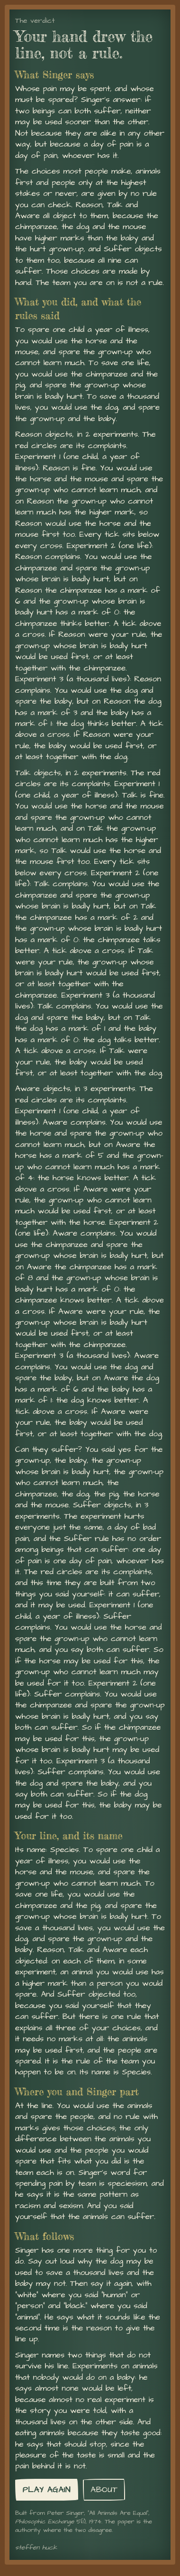 The verdict
Your hand drew the
line, not a rule.
What Singer says
Whose pain may be spent, and whose
must be spared? Singer's answer: if
two beings can both suffer, neither
may be used sooner than the other.
Not because they are alike in any other
way, but because a day of pain is a
day of pain, whoever has it.
The choices most people make, animals
first and people only at the highest
stakes or never, are given by no rule
you can check. Reason, Talk and
Aware all object to them, because the
chimpanzee, the dog and the mouse
have higher marks than the baby and
the hurt grown-up, and Suffer objects
to them too, because all nine can
suffer. Those choices are made by
hand. The team you are on is not a rule.
What you did, and what the
rules said
To spare one child a year of illness,
you would use the horse and the
mouse, and spare the grown-up who
cannot learn much. To save one life,
you would use the chimpanzee and the
pig, and spare the grown-up whose
brain is badly hurt. To save a thousand
lives, you would use the dog, and spare
the grown-up and the baby.
Reason objects, in 2 experiments. The
red circles are its complaints.
Experiment 1 (one child, a year of
illness). Reason is fine. You would use
the horse and the mouse and spare the
grown-up who cannot learn much, and
on Reason the grown-up who cannot
learn much has the higher mark, so
Reason would use the horse and the
mouse first too. Every tick sits below
every cross. Experiment 2 (one life).
Reason complains. You would use the
chimpanzee and spare the grown-up
whose brain is badly hurt, but on
Reason the chimpanzee has a mark of
6 and the grown-up whose brain is
badly hurt has a mark of 0: the
chimpanzee thinks better. A tick above
a cross. If Reason were your rule, the
grown-up whose brain is badly hurt
would be used first, or at least
together with the chimpanzee.
Experiment 3 (a thousand lives). Reason
complains. You would use the dog and
spare the baby, but on Reason the dog
has a mark of 3 and the baby has a
mark of 1: the dog thinks better. A tick
above a cross. If Reason were your
rule, the baby would be used first, or
at least together with the dog.
Talk objects, in 2 experiments. The red
circles are its complaints. Experiment 1
(one child, a year of illness). Talk is fine.
You would use the horse and the mouse
and spare the grown-up who cannot
learn much, and on Talk the grown-up
who cannot learn much has the higher
mark, so Talk would use the horse and
the mouse first too. Every tick sits
below every cross. Experiment 2 (one
life). Talk complains. You would use the
chimpanzee and spare the grown-up
whose brain is badly hurt, but on Talk
the chimpanzee has a mark of 2 and
the grown-up whose brain is badly hurt
has a mark of 0: the chimpanzee talks
better. A tick above a cross. If Talk
were your rule, the grown-up whose
brain is badly hurt would be used first,
or at least together with the
chimpanzee. Experiment 3 (a thousand
lives). Talk complains. You would use the
dog and spare the baby, but on Talk
the dog has a mark of 1 and the baby
has a mark of 0: the dog talks better.
A tick above a cross. If Talk were
your rule, the baby would be used
first, or at least together with the dog.
Aware objects, in 3 experiments. The
red circles are its complaints.
Experiment 1 (one child, a year of
illness). Aware complains. You would use
the horse and spare the grown-up who
cannot learn much, but on Aware the
horse has a mark of 5 and the grown-
up who cannot learn much has a mark
of 4: the horse knows better. A tick
above a cross. If Aware were your
rule, the grown-up who cannot learn
much would be used first, or at least
together with the horse. Experiment 2
(one life). Aware complains. You would
use the chimpanzee and spare the
grown-up whose brain is badly hurt, but
on Aware the chimpanzee has a mark
of 8 and the grown-up whose brain is
badly hurt has a mark of 0: the
chimpanzee knows better. A tick above
a cross. If Aware were your rule, the
grown-up whose brain is badly hurt
would be used first, or at least
together with the chimpanzee.
Experiment 3 (a thousand lives). Aware
complains. You would use the dog and
spare the baby, but on Aware the dog
has a mark of 6 and the baby has a
mark of 1: the dog knows better. A
tick above a cross. If Aware were
your rule, the baby would be used
first, or at least together with the dog.
Can they suffer? You said yes for the
grown-up, the baby, the grown-up
whose brain is badly hurt, the grown-up
who cannot learn much, the
chimpanzee, the dog, the pig, the horse
and the mouse. Suffer objects, in 3
experiments. The experiment hurts
everyone just the same, a day of bad
pain, and the Suffer rule has no order
among beings that can suffer: one day
of pain is one day of pain, whoever has
it. The red circles are its complaints,
and this time they are built from two
things you said yourself: it can suffer,
and it may be used. Experiment 1 (one
child, a year of illness). Suffer
complains. You would use the horse and
spare the grown-up who cannot learn
much, and you say both can suffer. So
if the horse may be used for this, the
grown-up who cannot learn much may
be used for it too. Experiment 2 (one
life). Suffer complains. You would use
the chimpanzee and spare the grown-up
whose brain is badly hurt, and you say
both can suffer. So if the chimpanzee
may be used for this, the grown-up
whose brain is badly hurt may be used
for it too. Experiment 3 (a thousand
lives). Suffer complains. You would use
the dog and spare the baby, and you
say both can suffer. So if the dog
may be used for this, the baby may be
used for it too.
Your line, and its name
Its name: Species. To spare one child a
year of illness, you would use the
horse and the mouse, and spare the
grown-up who cannot learn much. To
save one life, you would use the
chimpanzee and the pig, and spare the
grown-up whose brain is badly hurt. To
save a thousand lives, you would use the
dog, and spare the grown-up and the
baby. Reason, Talk and Aware each
objected on each of them, in some
experiment: an animal you would use has
a higher mark than a person you would
spare. And Suffer objected too,
because you said yourself that they
can suffer. But there is one rule that
explains all three of your choices, and
it needs no marks at all: the animals
may be used first, and the people are
spared. It is the rule of the team you
happen to be on. Its name is Species.
Where you and Singer part
At the line. You would use the animals
and spare the people, and no rule with
marks gives those choices; the only
difference between the animals you
would use and the people you would
spare that fits what you did is the
team each is on. Singer's word for
spending pain by team is speciesism, and
he says it is the same pattern as
racism and sexism. And you said
yourself that the animals can suffer.
What follows
Singer has one more thing for you to
do. Say out loud why the dog may be
used to save a thousand lives and the
baby may not. Then say it again, with
"white" where you said "human" or
"person", and "black" where you said
"animal". He says what it sounds like the
second time is the reason to give the
line up.
Singer names two things that do not
survive his line. Experiments on animals
that nobody would do on a baby: he
says almost none would be left,
because almost no real experiment is
the story you were told, with a
thousand lives on the other side. And
eating animals because they taste good:
he says that should stop, since the
pleasure of the taste is small and the
pain behind it is not.
PLAY AGAIN
ABOUT
Built from Peter Singer, "All Animals Are Equal",
Philosophic Exchange 5(1), 1974. The paper is the
authority where the two disagree.
steffen huck